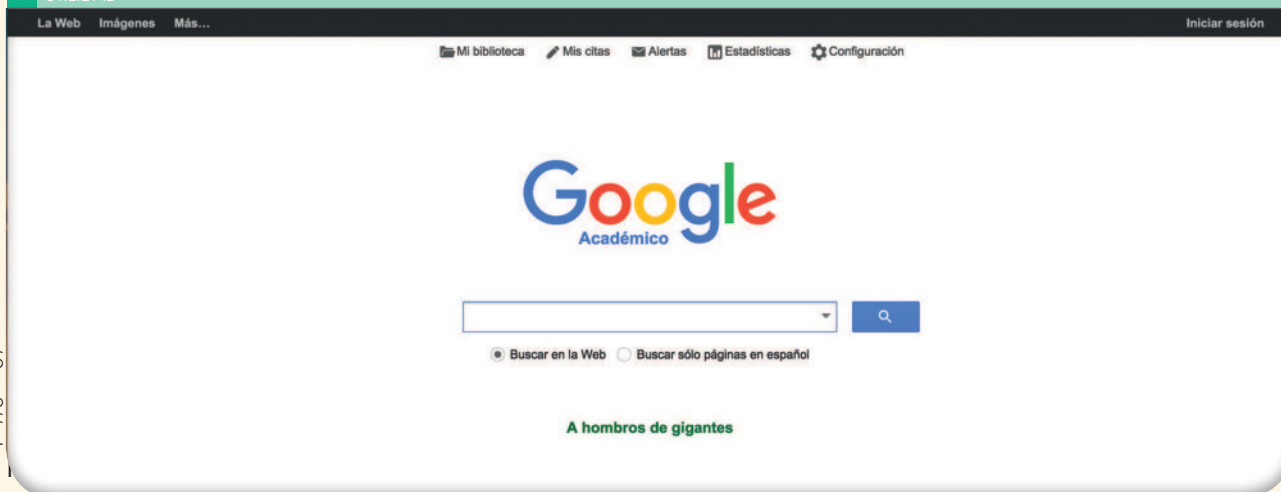 La Web Imágenes Más... Iniciar sesión
Mi biblioteca Mis citas Alertas Estadísticas Configuración
Google
Académico
Buscar en la Web Buscar sólo páginas en español
A hombros de gigantes